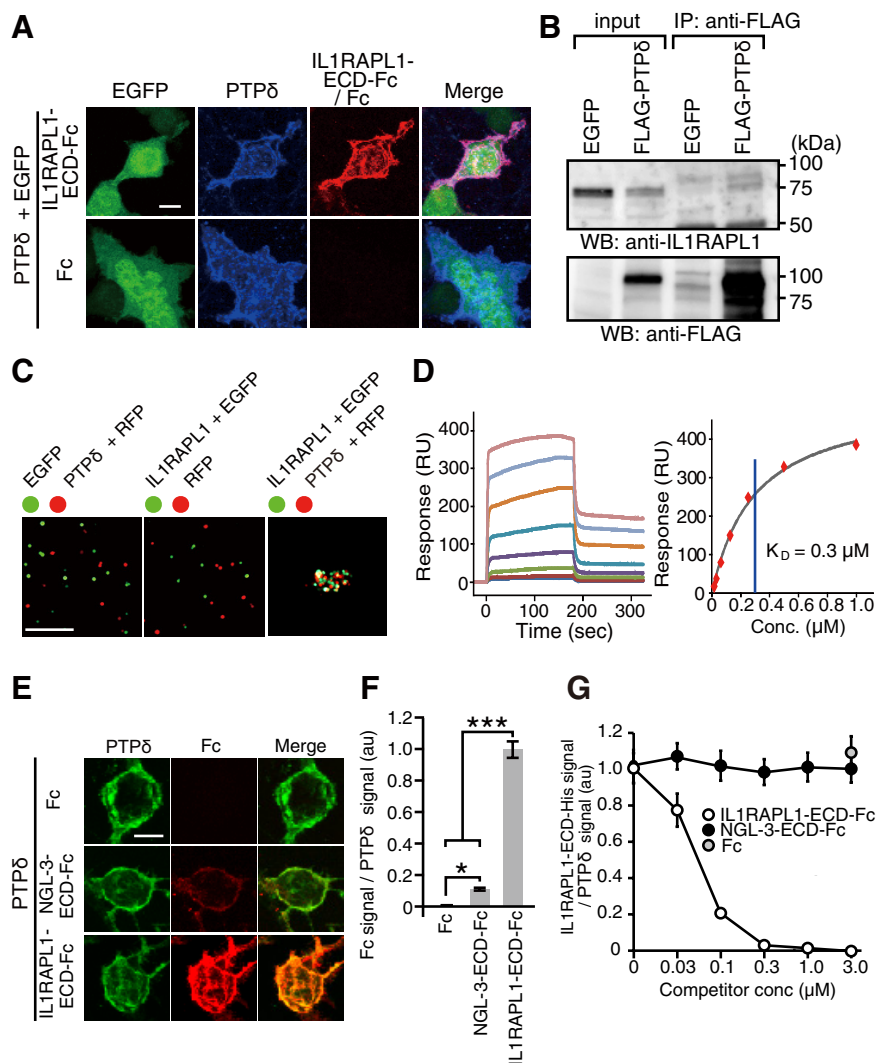 A
EGFP
PTPδ
IL1RAPL1-
ECD-Fc
/ Fc
Merge
PTPδ + EGFP
IL1RAPL1-
ECD-Fc
Fc
B
input
IP: anti-FLAG
EGFP
FLAG-PTPδ
EGFP
FLAG-PTPδ
(kDa)
100
75
50
WB: anti-IL1RAPL1
100
75
WB: anti-FLAG
C
EGFP
PTPδ + RFP
IL1RAPL1 + EGFP
RFP
IL1RAPL1 + EGFP
PTPδ + RFP
D
Response (RU)
400
300
200
100
0
0 100 200 300
Time (sec)
Response (RU)
400
300
200
100
0
KD = 0.3 µM
0 0.2 0.4 0.6 0.8 1.0
Conc. (µM)
E
PTPδ
Fc
Merge
PTPδ
Fc
NGL-3-
ECD-Fc
IL1RAPL1-
ECD-Fc
F
Fc signal / PTPδ signal (au)
1.2
1.0
0.8
0.6
0.4
0.2
0
***
*
Fc
NGL-3-ECD-Fc
IL1RAPL1-ECD-Fc
G
IL1RAPL1-ECD-His signal
/ PTPδ signal (au)
1.2
1.0
0.8
0.6
0.4
0.2
0
IL1RAPL1-ECD-Fc
NGL-3-ECD-Fc
Fc
0 0.03 0.1 0.3 1.0 3.0
Competitor conc (µM)